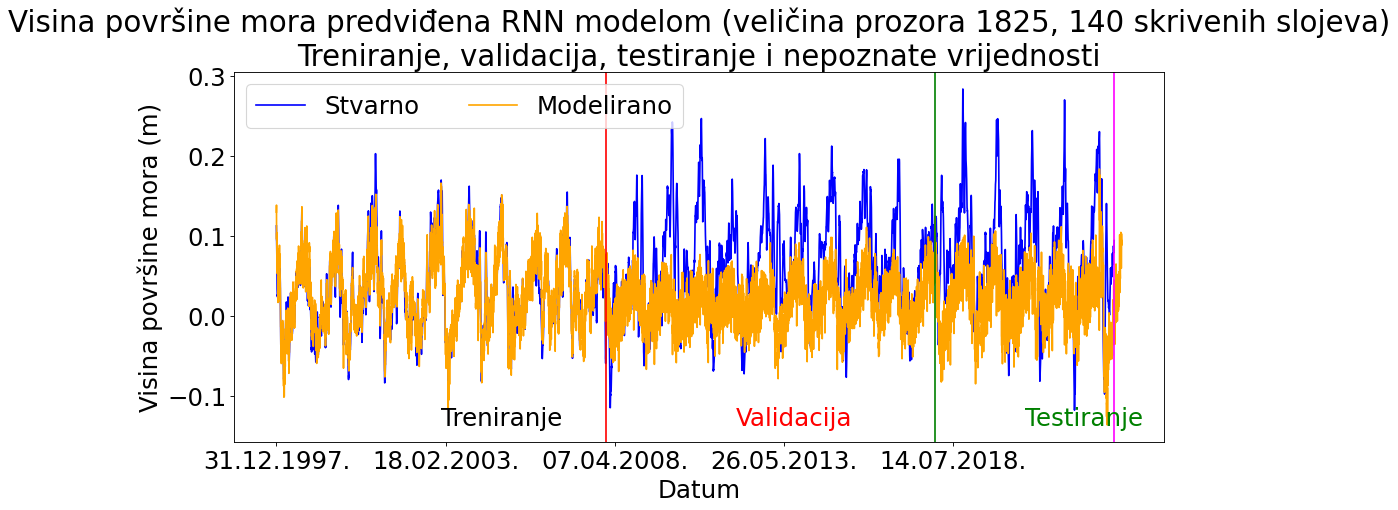 Visina površine mora predviđena RNN modelom (veličina prozora 1825, 140 skrivenih slojeva)
Treniranje, validacija, testiranje i nepoznate vrijednosti
Stvarno Modelirano
Visina površine mora (m)
0.3
0.2
0.1
0.0
−0.1
Treniranje Validacija Testiranje
31.12.1997. 18.02.2003. 07.04.2008. 26.05.2013. 14.07.2018.
Datum